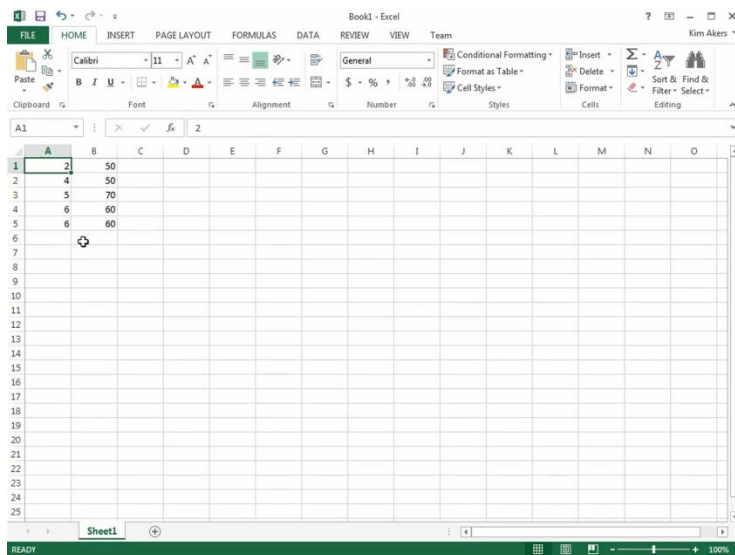 Book1 - Excel
?
FILE HOME INSERT PAGE LAYOUT FORMULAS DATA REVIEW VIEW Team Kim Akers
Paste
Calibri 11 A A
B I U A
General
$ % , .0 .00 .00 .0
Conditional Formatting
Format as Table
Cell Styles
Insert
Delete
Format
Σ
A Z
Sort & Filter
Find & Select
Clipboard Font Alignment Number Styles Cells Editing
A1 fx 2
A B C D E F G H I J K L M N O
1 2 50
2 4 50
3 5 70
4 6 60
5 6 60
6
7
8
9
10
11
12
13
14
15
16
17
18
19
20
21
22
23
24
25
Sheet1
READY 100%